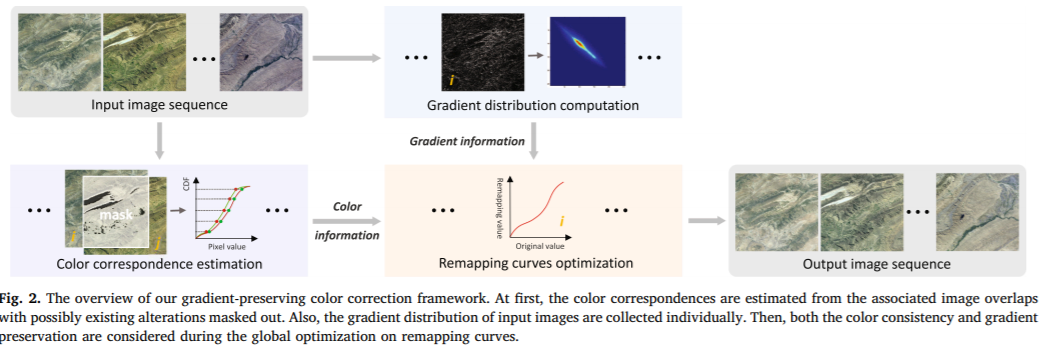 Input image sequence
i
Gradient distribution computation
Gradient information
mask
i
j
CDF
Pixel value
Color correspondence estimation
Color
information
Remapping value
i
Original value
Remapping curves optimization
Output image sequence
Fig. 2. The overview of our gradient-preserving color correction framework. At first, the color correspondences are estimated from the associated image overlaps
with possibly existing alterations masked out. Also, the gradient distribution of input images are collected individually. Then, both the color consistency and gradient
preservation are considered during the global optimization on remapping curves.